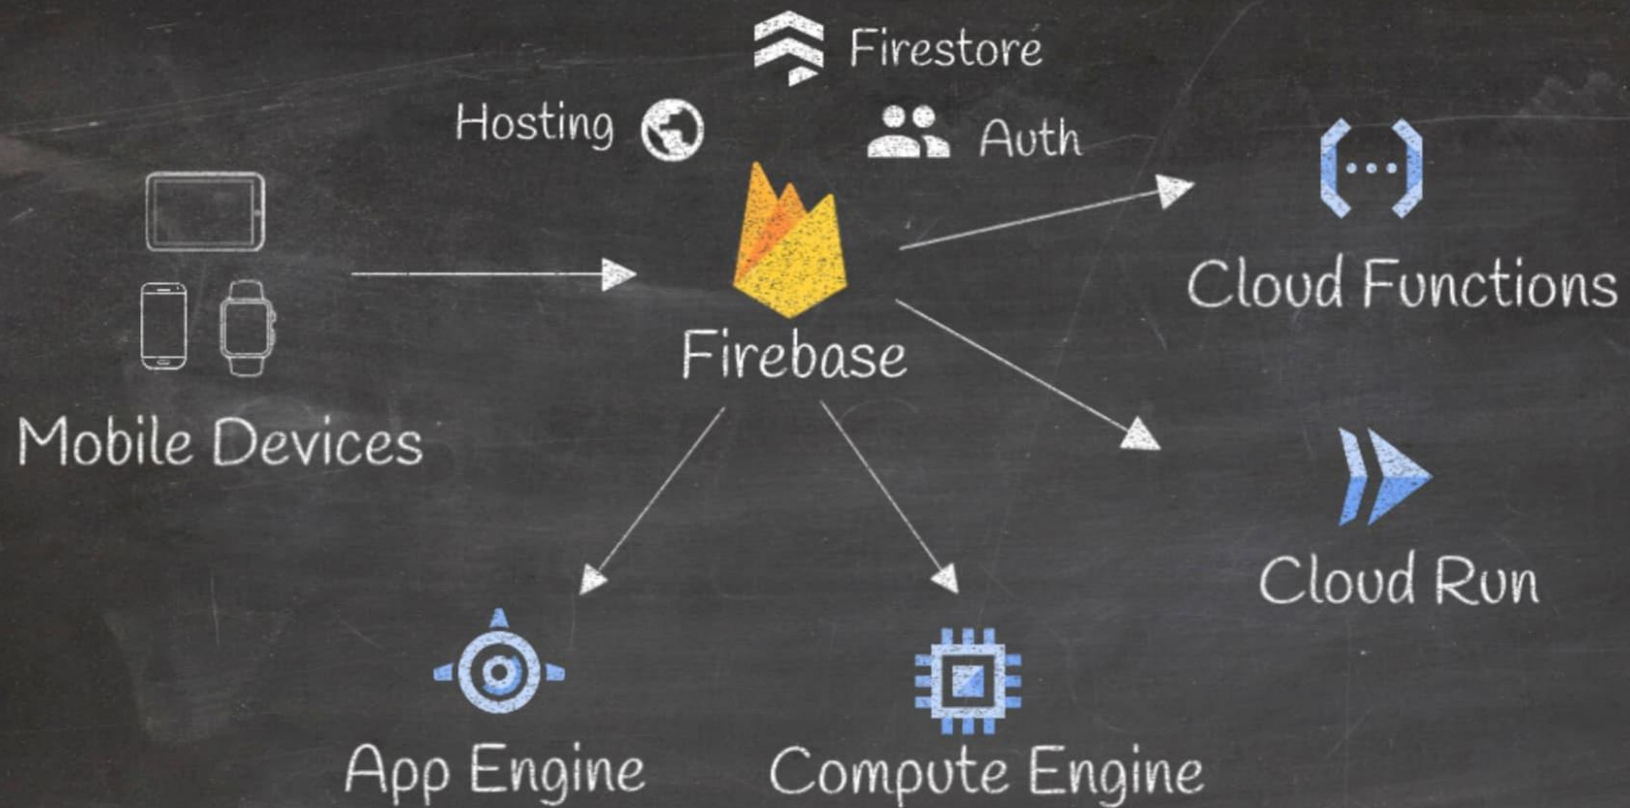 Firestore
Hosting
Auth
Cloud Functions
Firebase
Mobile Devices
Cloud Run
App Engine
Compute Engine